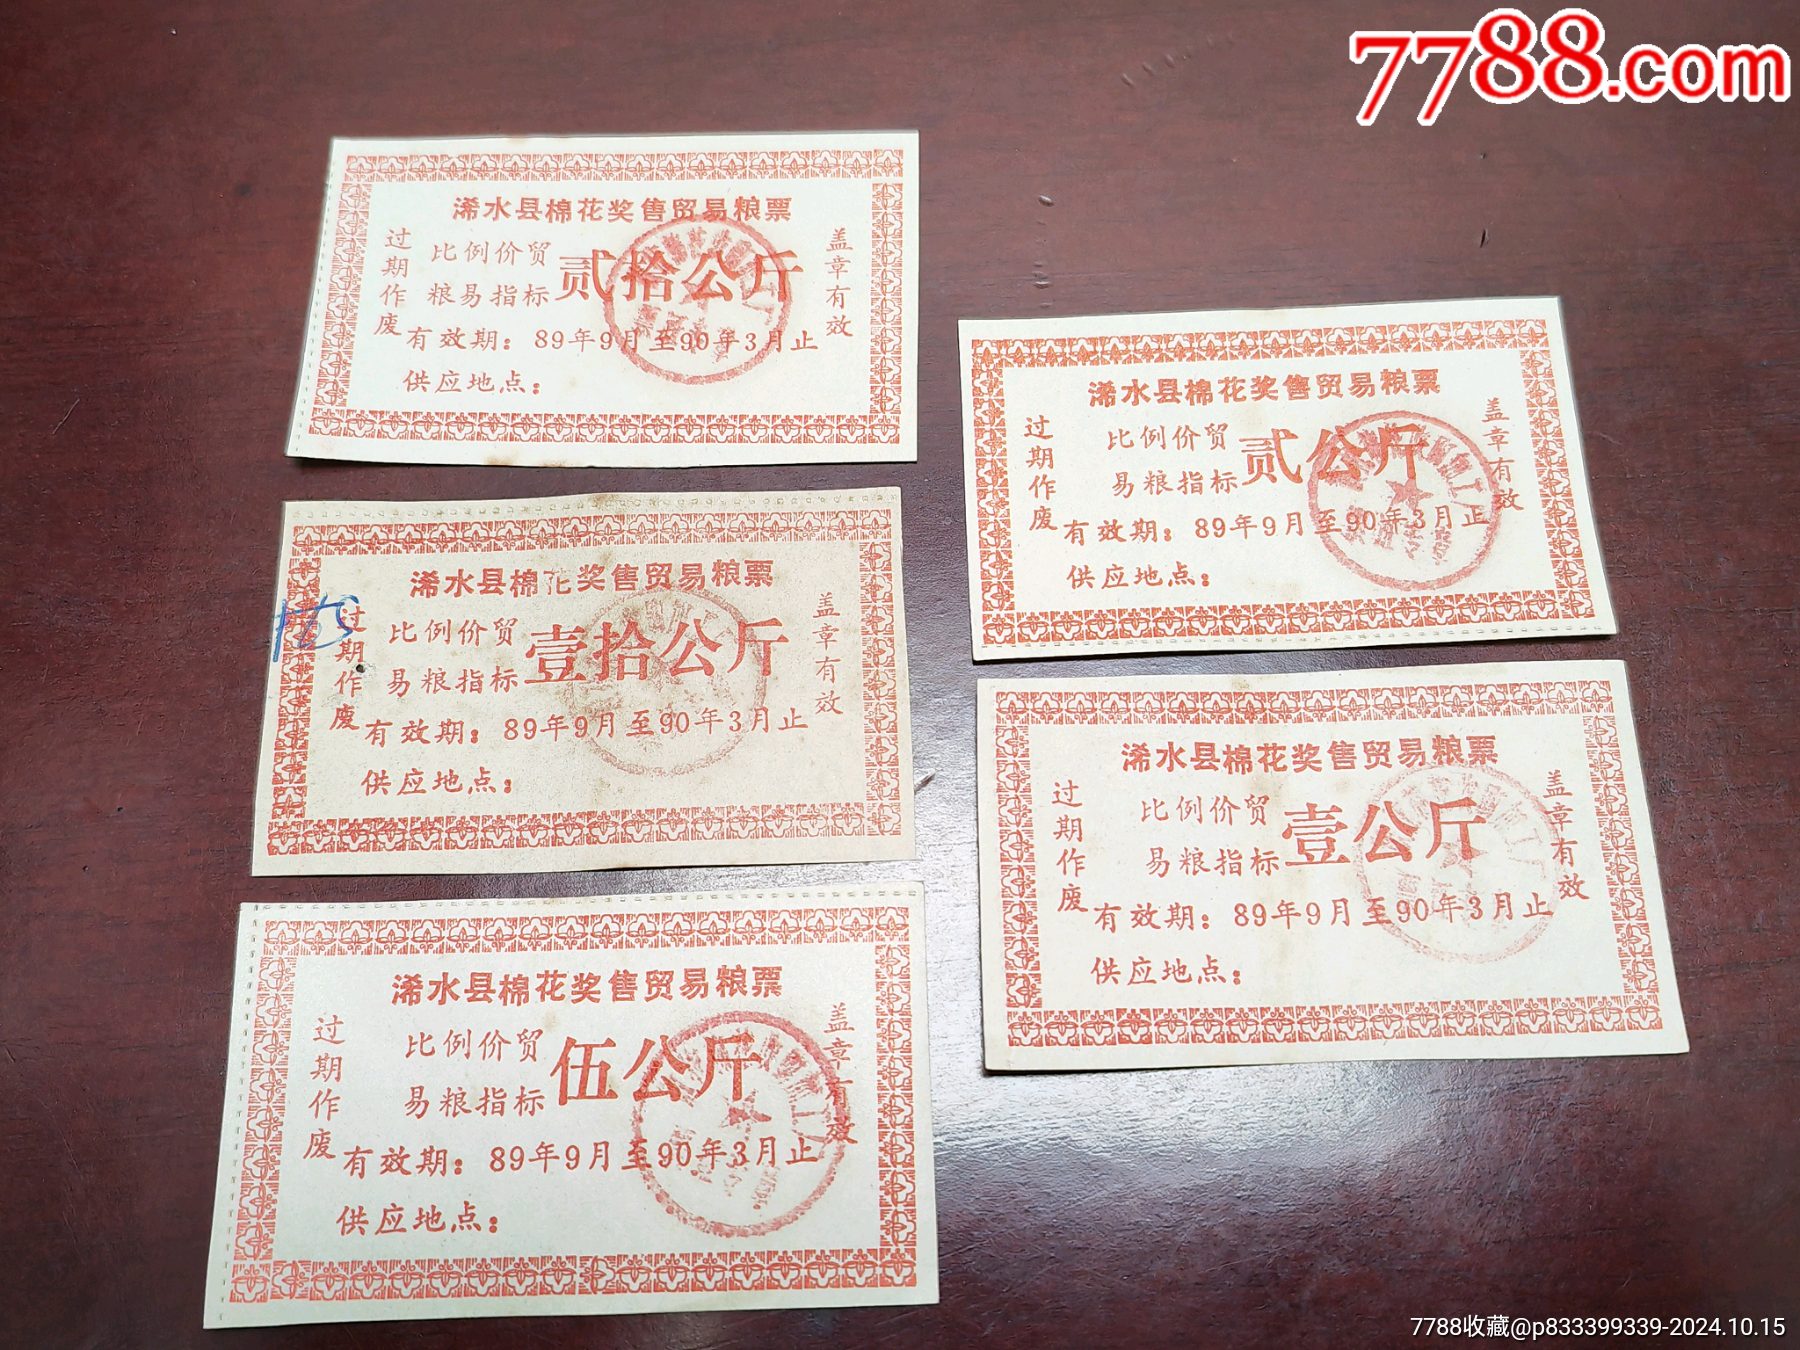 7788.com
浠水县棉花奖售贸易粮票
比例价贸
粮易指标
贰拾公斤
有效期：89年9月至90年3月止
供应地点：
过期作废
盖章有效
浠水县棉花奖售贸易粮票
比例价贸
易粮指标
壹拾公斤
有效期：89年9月至90年3月止
供应地点：
过期作废
盖章有效
浠水县棉花奖售贸易粮票
比例价贸
易粮指标
伍公斤
有效期：89年9月至90年3月止
供应地点：
过期作废
盖章有效
浠水县棉花奖售贸易粮票
比例价贸
易粮指标
贰公斤
有效期：89年9月至90年3月止
供应地点：
过期作废
盖章有效
浠水县棉花奖售贸易粮票
比例价贸
易粮指标
壹公斤
有效期：89年9月至90年3月止
供应地点：
过期作废
盖章有效
7788收藏@p833399339-2024.10.15